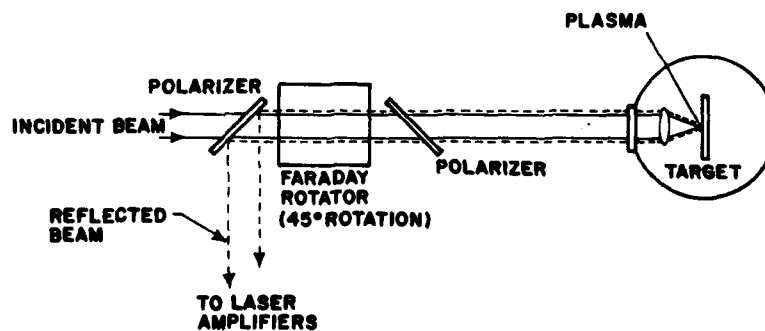 PLASMA
POLARIZER
INCIDENT BEAM
POLARIZER
TARGET
FARADAY
ROTATOR
(45° ROTATION)
REFLECTED
BEAM
TO LASER
AMPLIFIERS